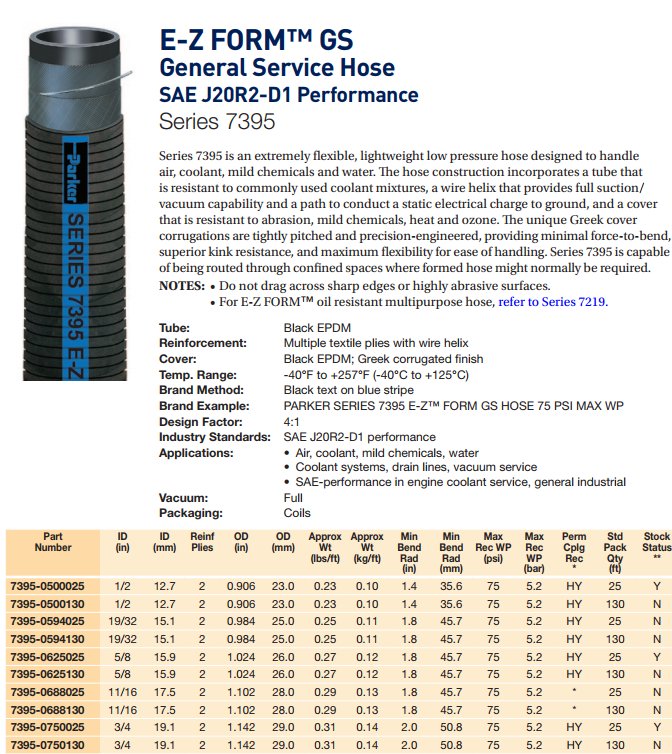 E-Z FORM™ GS
General Service Hose
SAE J20R2-D1 Performance
Series 7395
Parker SERIES 7395 E-Z
Series 7395 is an extremely flexible, lightweight low pressure hose designed to handle
air, coolant, mild chemicals and water. The hose construction incorporates a tube that
is resistant to commonly used coolant mixtures, a wire helix that provides full suction/
vacuum capability and a path to conduct a static electrical charge to ground, and a cover
that is resistant to abrasion, mild chemicals, heat and ozone. The unique Greek cover
corrugations are tightly pitched and precision-engineered, providing minimal force-to-bend,
superior kink resistance, and maximum flexibility for ease of handling. Series 7395 is capable
of being routed through confined spaces where formed hose might normally be required.
NOTES: • Do not drag across sharp edges or highly abrasive surfaces.
• For E-Z FORM™ oil resistant multipurpose hose, refer to Series 7219.
Tube: Black EPDM
Reinforcement: Multiple textile plies with wire helix
Cover: Black EPDM; Greek corrugated finish
Temp. Range: -40°F to +257°F (-40°C to +125°C)
Brand Method: Black text on blue stripe
Brand Example: PARKER SERIES 7395 E-Z™ FORM GS HOSE 75 PSI MAX WP
Design Factor: 4:1
Industry Standards: SAE J20R2-D1 performance
Applications: • Air, coolant, mild chemicals, water
• Coolant systems, drain lines, vacuum service
• SAE-performance in engine coolant service, general industrial
Vacuum: Full
Packaging: Coils
Part Number ID (in) ID (mm) Reinf Plies OD (in) OD (mm) Approx Wt (lbs/ft) Approx Wt (kg/ft) Min Bend Rad (in) Min Bend Rad (mm) Max Rec WP (psi) Max Rec WP (bar) Perm Cplg Rec * Std Pack Qty (ft) Stock Status **
7395-0500025 1/2 12.7 2 0.906 23.0 0.23 0.10 1.4 35.6 75 5.2 HY 25 Y
7395-0500130 1/2 12.7 2 0.906 23.0 0.23 0.10 1.4 35.6 75 5.2 HY 130 N
7395-0594025 19/32 15.1 2 0.984 25.0 0.25 0.11 1.8 45.7 75 5.2 HY 25 N
7395-0594130 19/32 15.1 2 0.984 25.0 0.25 0.11 1.8 45.7 75 5.2 HY 130 N
7395-0625025 5/8 15.9 2 1.024 26.0 0.27 0.12 1.8 45.7 75 5.2 HY 25 Y
7395-0625130 5/8 15.9 2 1.024 26.0 0.27 0.12 1.8 45.7 75 5.2 HY 130 N
7395-0688025 11/16 17.5 2 1.102 28.0 0.29 0.13 1.8 45.7 75 5.2 * 25 N
7395-0688130 11/16 17.5 2 1.102 28.0 0.29 0.13 1.8 45.7 75 5.2 * 130 N
7395-0750025 3/4 19.1 2 1.142 29.0 0.31 0.14 2.0 50.8 75 5.2 HY 25 Y
7395-0750130 3/4 19.1 2 1.142 29.0 0.31 0.14 2.0 50.8 75 5.2 HY 130 N